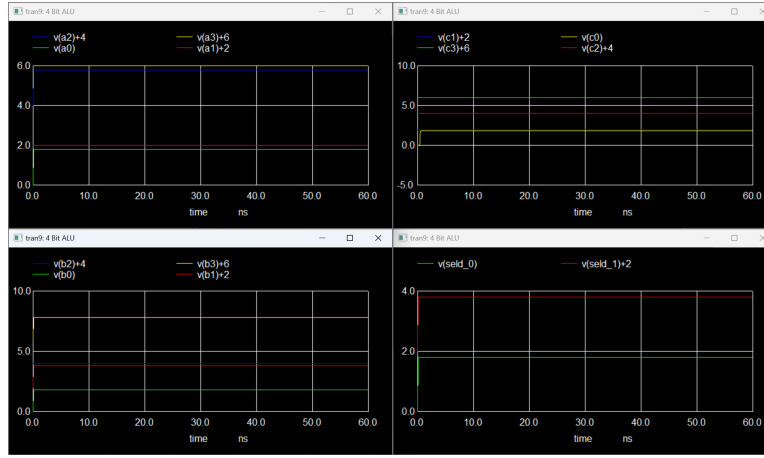 tran9: 4 Bit ALU
v(a2)+4 v(a3)+6
v(a0) v(a1)+2
6.0
4.0
2.0
0.0
0.0 10.0 20.0 30.0 40.0 50.0 60.0
time ns
tran9: 4 Bit ALU
v(c1)+2 v(c0)
v(c3)+6 v(c2)+4
10.0
5.0
0.0
-5.0
0.0 10.0 20.0 30.0 40.0 50.0 60.0
time ns
tran9: 4 Bit ALU
v(b2)+4 v(b3)+6
v(b0) v(b1)+2
10.0
5.0
0.0
0.0 10.0 20.0 30.0 40.0 50.0 60.0
time ns
tran9: 4 Bit ALU
v(seld_0) v(seld_1)+2
4.0
2.0
0.0
0.0 10.0 20.0 30.0 40.0 50.0 60.0
time ns